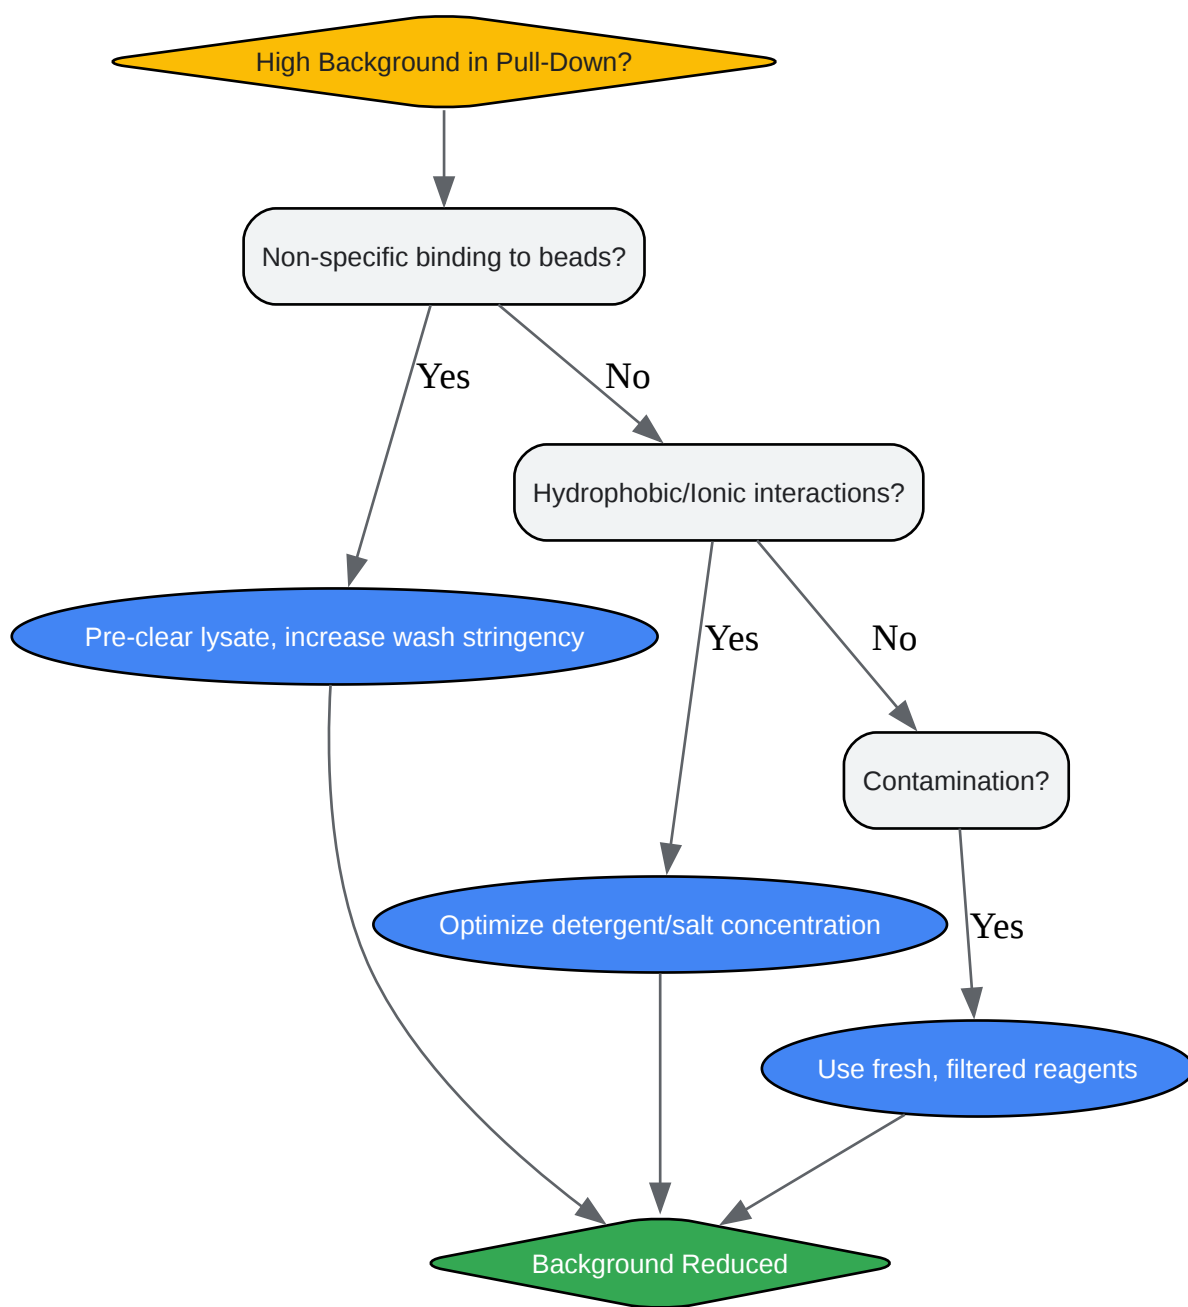 High Background in Pull-Down?
Non-specific binding to beads?
Yes
No
Hydrophobic/Ionic interactions?
Pre-clear lysate, increase wash stringency
Yes
No
Contamination?
Optimize detergent/salt concentration
Yes
Use fresh, filtered reagents
Background Reduced